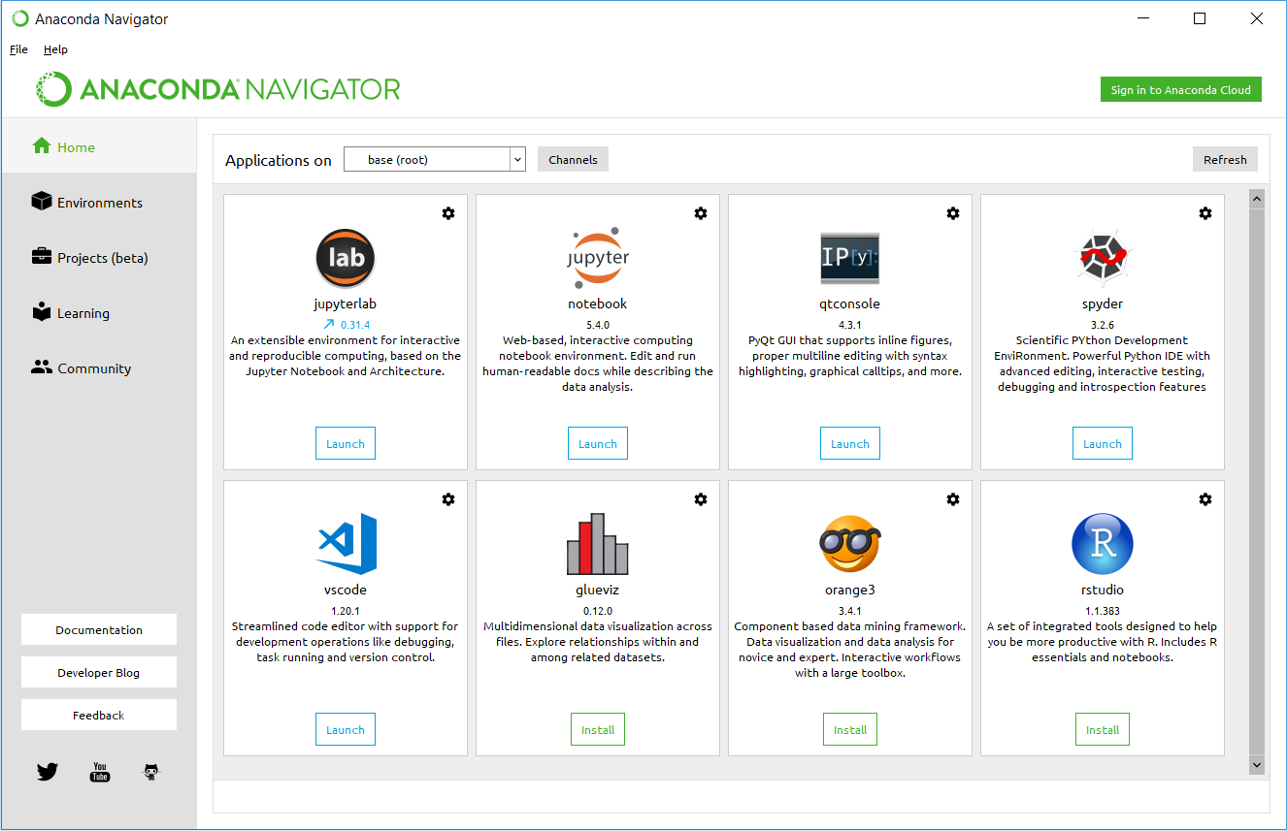 Anaconda Navigator
File Help
ANACONDA NAVIGATOR
Sign in to Anaconda Cloud
Home
Environments
Projects (beta)
Learning
Community
Documentation
Developer Blog
Feedback
You
Tube
Applications on base (root) Channels Refresh
lab
jupyterlab
0.31.4
An extensible environment for interactive
and reproducible computing, based on the
Jupyter Notebook and Architecture.
Launch
jupyter
notebook
5.4.0
Web-based, interactive computing
notebook environment. Edit and run
human-readable docs while describing the
data analysis.
Launch
IP[y]:
qtconsole
4.3.1
PyQt GUI that supports inline figures,
proper multiline editing with syntax
highlighting, graphical calltips, and more.
Launch
spyder
3.2.6
Scientific PYthon Development
EnviRonment. Powerful Python IDE with
advanced editing, interactive testing,
debugging and introspection features
Launch
vscode
1.20.1
Streamlined code editor with support for
development operations like debugging,
task running and version control.
Launch
glueviz
0.12.0
Multidimensional data visualization across
files. Explore relationships within and
among related datasets.
Install
orange3
3.4.1
Component based data mining framework.
Data visualization and data analysis for
novice and expert. Interactive workflows
with a large toolbox.
Install
R
rstudio
1.1.383
A set of integrated tools designed to help
you be more productive with R. Includes R
essentials and notebooks.
Install